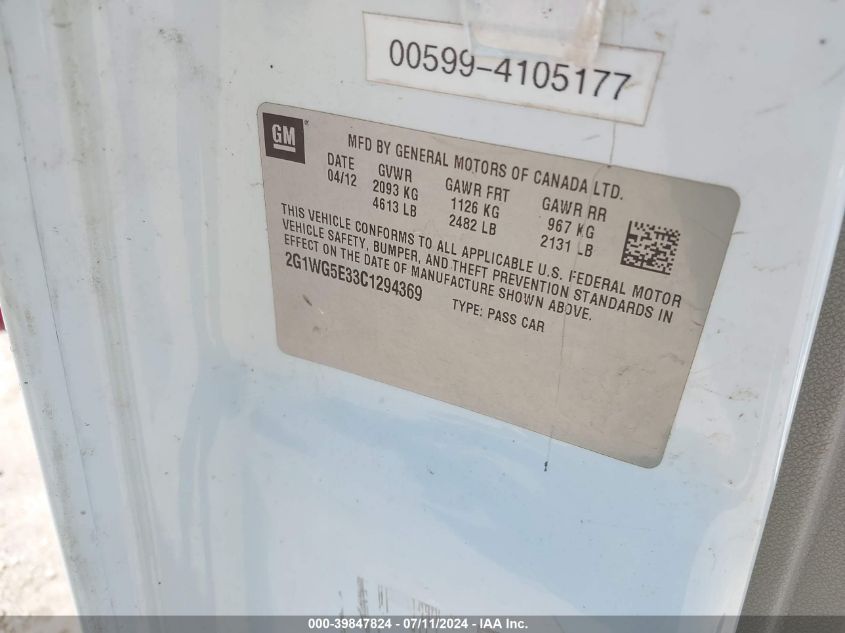 00599-4105177
GM
MFD BY GENERAL MOTORS OF CANADA LTD.
DATE GVWR GAWR FRT GAWR RR
04/12 2093 KG 1126 KG 967 KG
4613 LB 2482 LB 2131 LB
THIS VEHICLE CONFORMS TO ALL APPLICABLE U.S. FEDERAL MOTOR
VEHICLE SAFETY, BUMPER, AND THEFT PREVENTION STANDARDS IN
EFFECT ON THE DATE OF MANUFACTURE SHOWN ABOVE.
2G1WG5E33C1294369 TYPE: PASS CAR
000-39847824 - 07/11/2024 - IAA Inc.